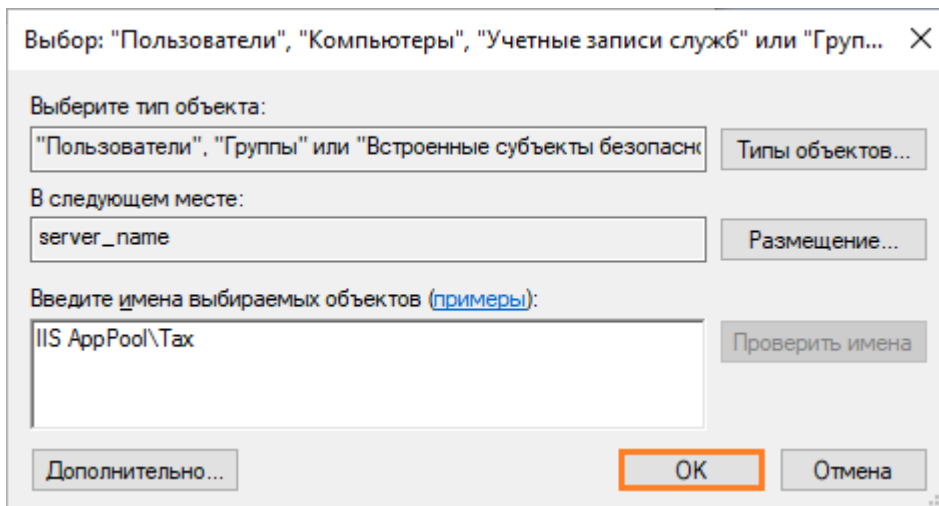 Выбор: "Пользователи", "Компьютеры", "Учетные записи служб" или "Груп...
Выберите тип объекта:
"Пользователи", "Группы" или "Встроенные субъекты безопасно
Типы объектов...
В следующем месте:
server_name
Размещение...
Введите имена выбираемых объектов (примеры):
IIS AppPool\Tax
Проверить имена
Дополнительно...
OK
Отмена